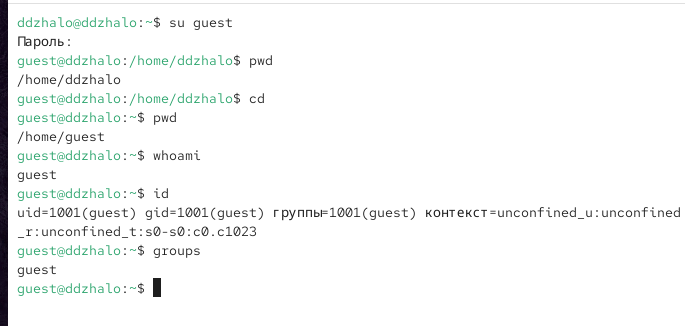 ddzhalo@ddzhalo:~$ su guest
Пароль:
guest@ddzhalo:/home/ddzhalo$ pwd
/home/ddzhalo
guest@ddzhalo:/home/ddzhalo$ cd
guest@ddzhalo:~$ pwd
/home/guest
guest@ddzhalo:~$ whoami
guest
guest@ddzhalo:~$ id
uid=1001(guest) gid=1001(guest) группы=1001(guest) контекст=unconfined_u:unconfined
_r:unconfined_t:s0-s0:c0.c1023
guest@ddzhalo:~$ groups
guest
guest@ddzhalo:~$